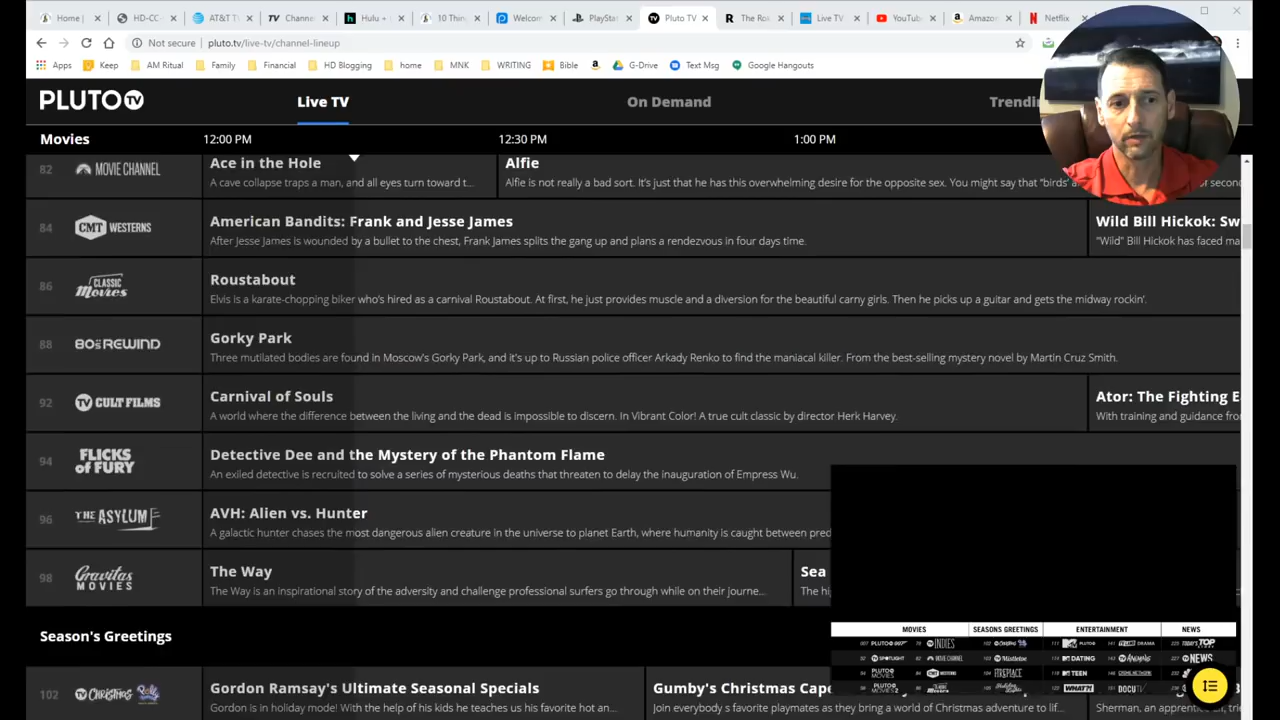 Home |
HD-CC
AT&T T
Channe
Hulu +
10 Thin
Welcom
PlaySta
Pluto TV
The Ro
Live TV
YouTub
Amazo
Netflix
Not secure | pluto.tv/live-tv/channel-lineup
Apps Keep AM Ritual Family Financial HD Blogging home MNE WRITING Bible G-Drive Text Msg Google Hangouts
PLUTO TV
Live TV On Demand Trendin
Movies 12:00 PM 12:30 PM 1:00 PM
82 MOVIE CHANNEL
Ace in the Hole
A cave collapse traps a man, and all eyes turn toward t...
Alfie
Alfie is not really a bad sort. It's just that he has this overwhelming desire for the opposite sex. You might say that "birds'
84 CMT WESTERNS
American Bandits: Frank and Jesse James
After Jesse James is wounded by a bullet to the chest, Frank James splits the gang up and plans a rendezvous in four days time.
Wild Bill Hickok: Sw
"Wild" Bill Hickok has faced ma
86 CLASSIC Movies
Roustabout
Elvis is a karate-chopping biker who's hired as a carnival Roustabout. At first, he just provides muscle and a diversion for the beautiful carny girls. Then he picks up a guitar and gets the midway rockin'.
88 80s REWIND
Gorky Park
Three mutilated bodies are found in Moscow's Gorky Park, and it's up to Russian police officer Arkady Renko to find the maniacal killer. From the best-selling mystery novel by Martin Cruz Smith.
92 TV CULT FILMS
Carnival of Souls
A world where the difference between the living and the dead is impossible to discern. In Vibrant Color! A true cult classic by director Herk Harvey.
Ator: The Fighting E
With training and guidance fro
94 FLICKS OF FURY
Detective Dee and the Mystery of the Phantom Flame
An exiled detective is recruited to solve a series of mysterious deaths that threaten to delay the inauguration of Empress Wu.
96 THE ASYLUM
AVH: Alien vs. Hunter
A galactic hunter chases the most dangerous alien creature in the universe to planet Earth, where humanity is caught between pred
98 Gravitas MOVIES
The Way
The Way is an inspirational story of the adversity and challenge professional surfers go through while on their journe...
Sea
The hi
MOVIES SEASONS GREETINGS ENTERTAINMENT NEWS
Season's Greetings
102 TV Christmas
Gordon Ramsay's Ultimate Seasonal Specials
Gordon is in holiday mode! With the help of his kids he teaches us his favorite an...
Gumby's Christmas Cape
Join everybody s favorite playmates as they bring a world of Christmas adventure to lif...
Sherman, an apprentice